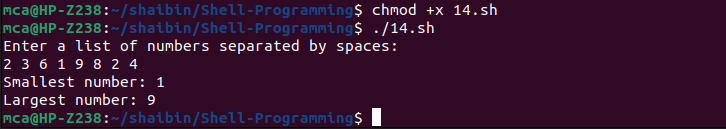 mca@HP-Z238:~/shaibin/Shell-Programming$ chmod +x 14.sh
mca@HP-Z238:~/shaibin/Shell-Programming$ ./14.sh
Enter a list of numbers separated by spaces:
2 3 6 1 9 8 2 4
Smallest number: 1
Largest number: 9
mca@HP-Z238:~/shaibin/Shell-Programming$